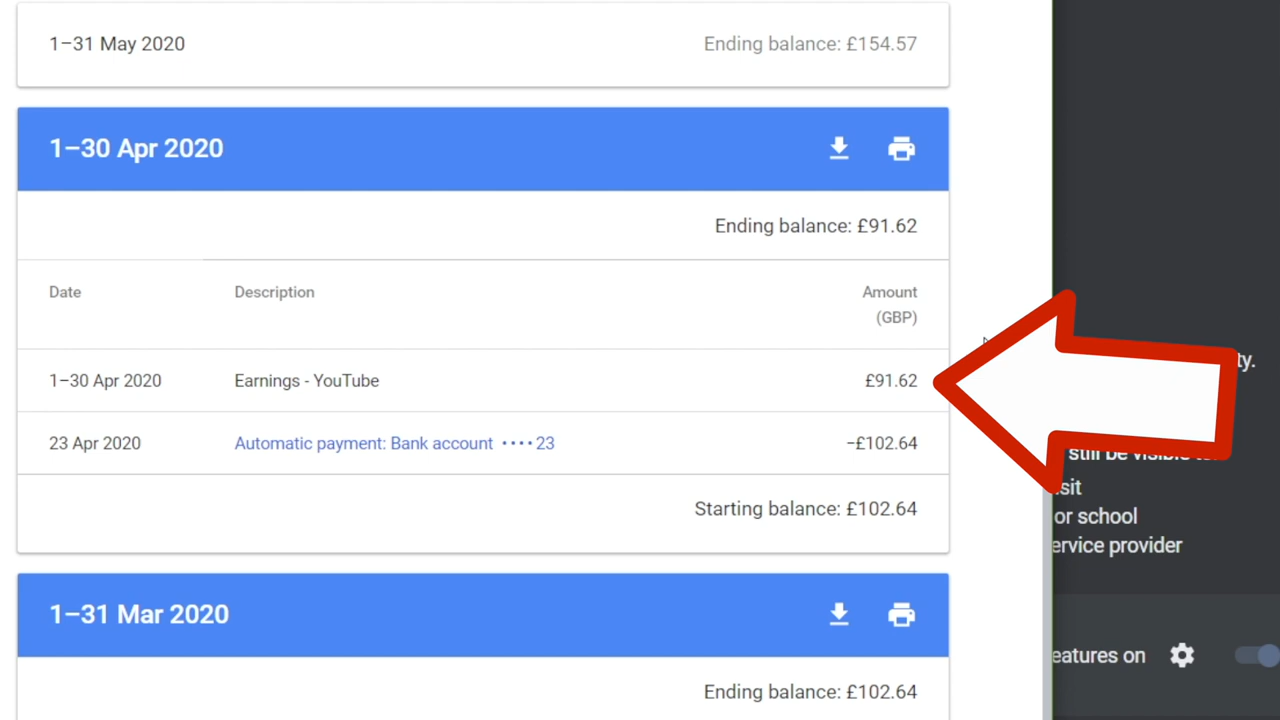 1–31 May 2020 Ending balance: £154.57
1–30 Apr 2020
Ending balance: £91.62
Date Description Amount
(GBP)
1–30 Apr 2020 Earnings - YouTube £91.62
23 Apr 2020 Automatic payment: Bank account ····23 −£102.64
Starting balance: £102.64
1–31 Mar 2020
Ending balance: £102.64
ty.
still be visible
sit
or school
ervice provider
eatures on